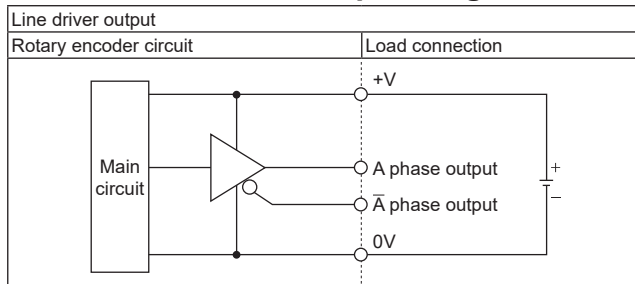 Line driver output
Rotary encoder circuit
Load connection
+V
Main
circuit
A phase output
+
A̅ phase output
−
0V